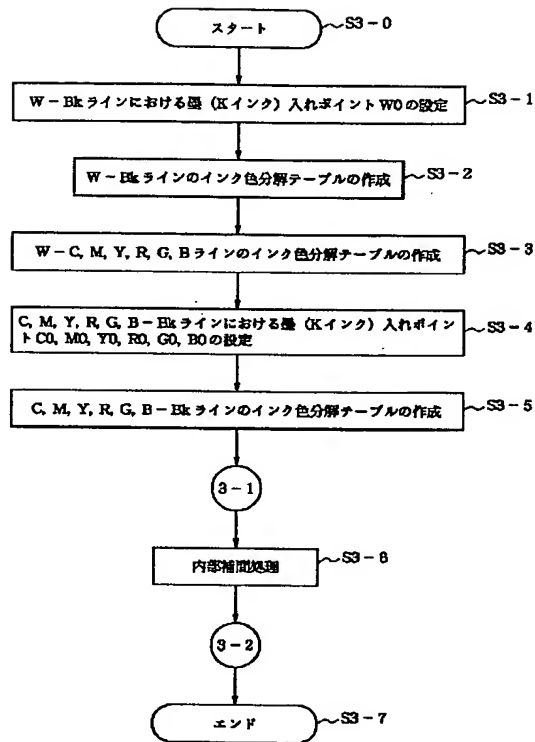 スタート
S3-0
W-Bkラインにおける墨(Kインク)入れポイントW0の設定
S3-1
W-Bkラインのインク色分解テーブルの作成
S3-2
W-C, M, Y, R, G, Bラインのインク色分解テーブルの作成
S3-3
C, M, Y, R, G, B-Bkラインにおける墨(Kインク)入れポイン
トC0, M0, Y0, R0, G0, B0の設定
S3-4
C, M, Y, R, G, B-Bkラインのインク色分解テーブルの作成
S3-5
3-1
内部補間処理
S3-6
3-2
エンド
S3-7